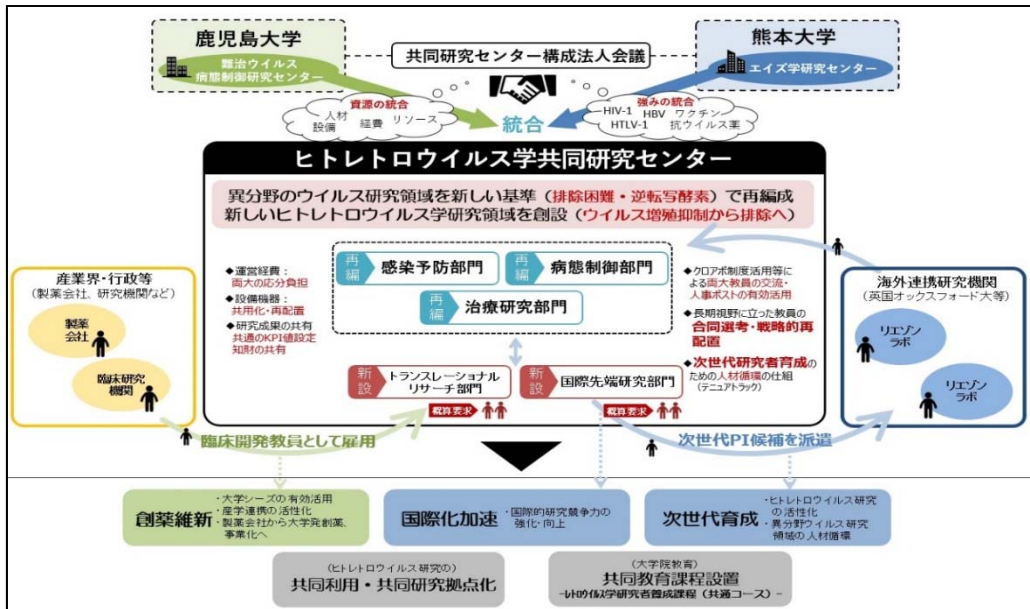 鹿児島大学
難治ウイルス
病態制御研究センター
共同研究センター構成法人会議
熊本大学
エイズ学研究センター
資源の統合
人材
設備
経費
リソース
統合
強みの統合
HIV-1 HBV ワクチン
HTLV-1 抗ウイルス薬
ヒトレトロウイルス学共同研究センター
異分野のウイルス研究領域を新しい基準（排除困難・逆転写酵素）で再編成
新しいヒトレトロウイルス学研究領域を創設（ウイルス増殖抑制から排除へ）
再編
感染予防部門
再編
病態制御部門
再編
治療研究部門
◆運営経費：
両大の応分負担
◆設備機器：
共用化・再配置
◆研究成果の共有
共通のKPI値設定
知財の共有
◆クロアポ制度活用等に
よる両大教員の交流・
人事ポストの有効活用
◆長期視野に立った教員の
合同選考・戦略的再
配置
◆次世代研究者育成の
ための人材循環の仕組
（テニュアトラック）
新設
トランスレーショナル
リサーチ部門
概算要求
新設
国際先端研究部門
概算要求
産業界・行政等
（製薬会社、研究機関など）
製薬
会社
臨床研究
機関
臨床開発教員として雇用
海外連携研究機関
（英国オックスフォード大等）
リエゾン
ラボ
リエゾン
ラボ
次世代PI候補を派遣
創薬維新
・大学シーズの有効活用
・産学連携の活性化
・製薬会社から大学発創薬、
事業化へ
国際化加速
・国際的研究競争力の
強化・向上
次世代育成
・ヒトレトロウイルス研究
の活性化
・異分野ウイルス研究
領域の人材循環
（ヒトレトロウイルス研究の）
共同利用・共同研究拠点化
（大学院教育）
共同教育課程設置
-ﾚﾄﾛｳｲﾙｽ学研究者養成課程（共通コース）-